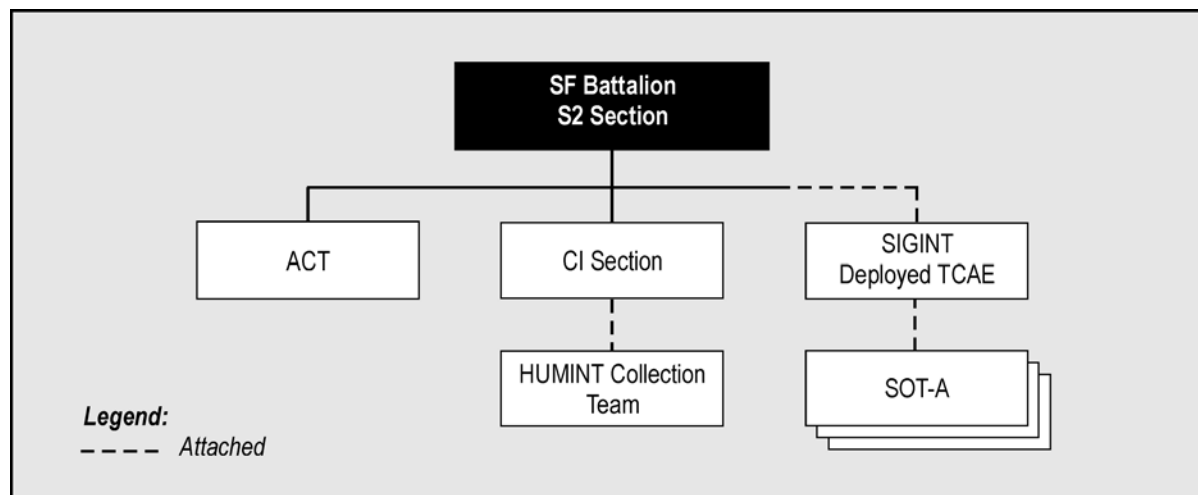 SF Battalion
S2 Section
ACT
CI Section
SIGINT
Deployed TCAE
HUMINT Collection
Team
SOT-A
Legend:
Attached